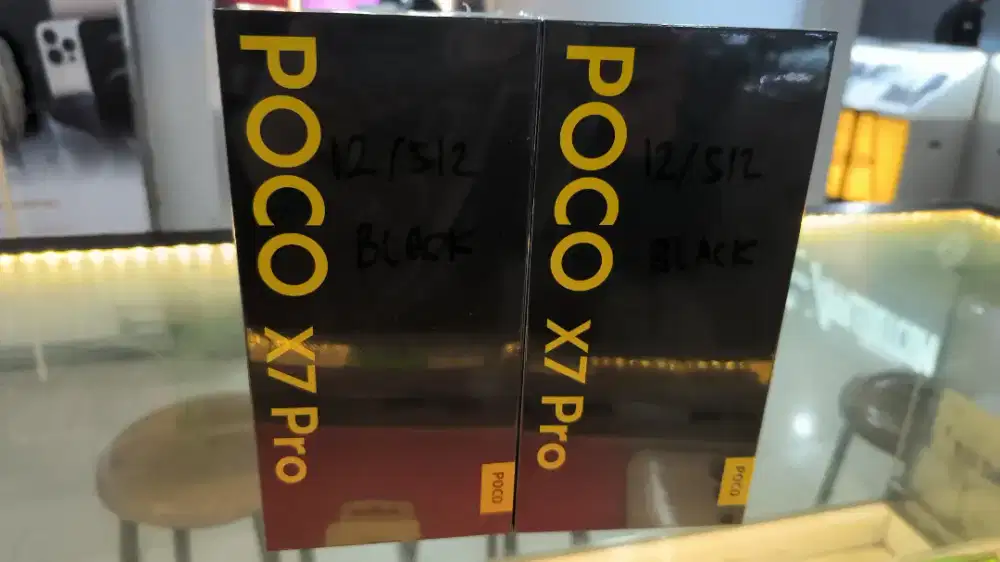 POCO X7 Pro
12/512
BLACK
POCO
POCO X7 Pro
12/512
BLACK
POCO